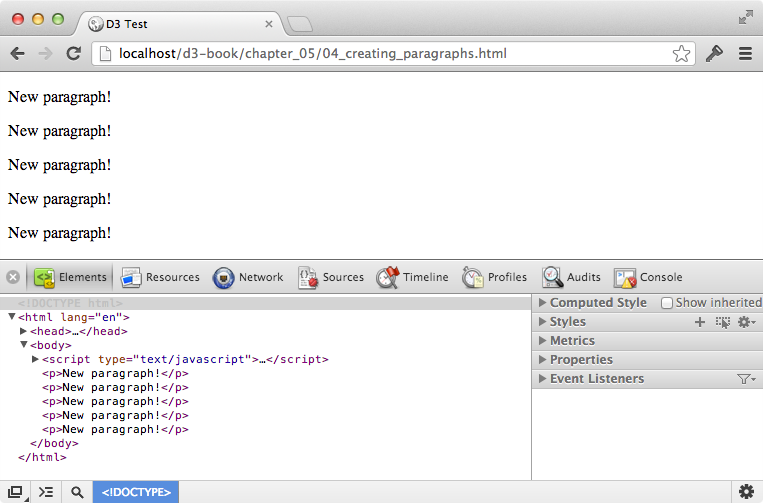 D3 Test
localhost/d3-book/chapter_05/04_creating_paragraphs.html
New paragraph!
New paragraph!
New paragraph!
New paragraph!
New paragraph!
Elements Resources Network Sources Timeline Profiles Audits Console
<!DOCTYPE html>
<html lang="en">
<head>…</head>
<body>
<script type="text/javascript">…</script>
<p>New paragraph!</p>
<p>New paragraph!</p>
<p>New paragraph!</p>
<p>New paragraph!</p>
<p>New paragraph!</p>
</body>
</html>
Computed Style Show inherited
Styles
Metrics
Properties
Event Listeners
<!DOCTYPE>